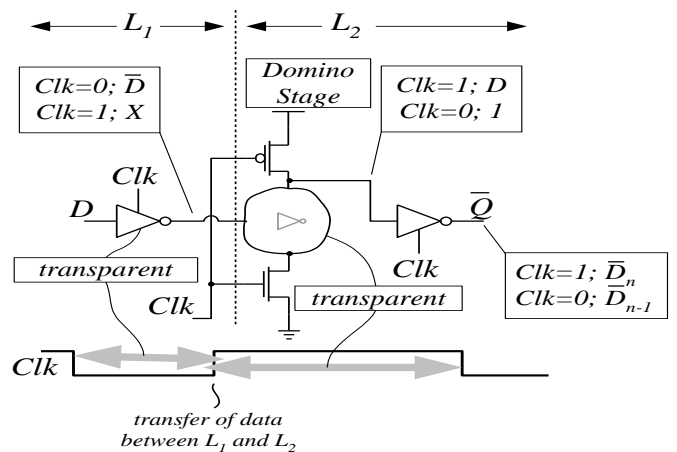 L₁ L₂
Domino
Stage
Clk=0; D̅
Clk=1; X
Clk=1; D
Clk=0; 1
Clk
D
Q̅
transparent
Clk
Clk
transparent
Clk=1; D̅ₙ
Clk=0; D̅ₙ₋₁
Clk
transfer of data
between L₁ and L₂